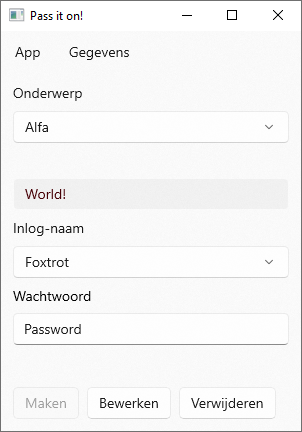 Pass it on!
App Gegevens
Onderwerp
Alfa
World!
Inlog-naam
Foxtrot
Wachtwoord
Password
Maken Bewerken Verwijderen